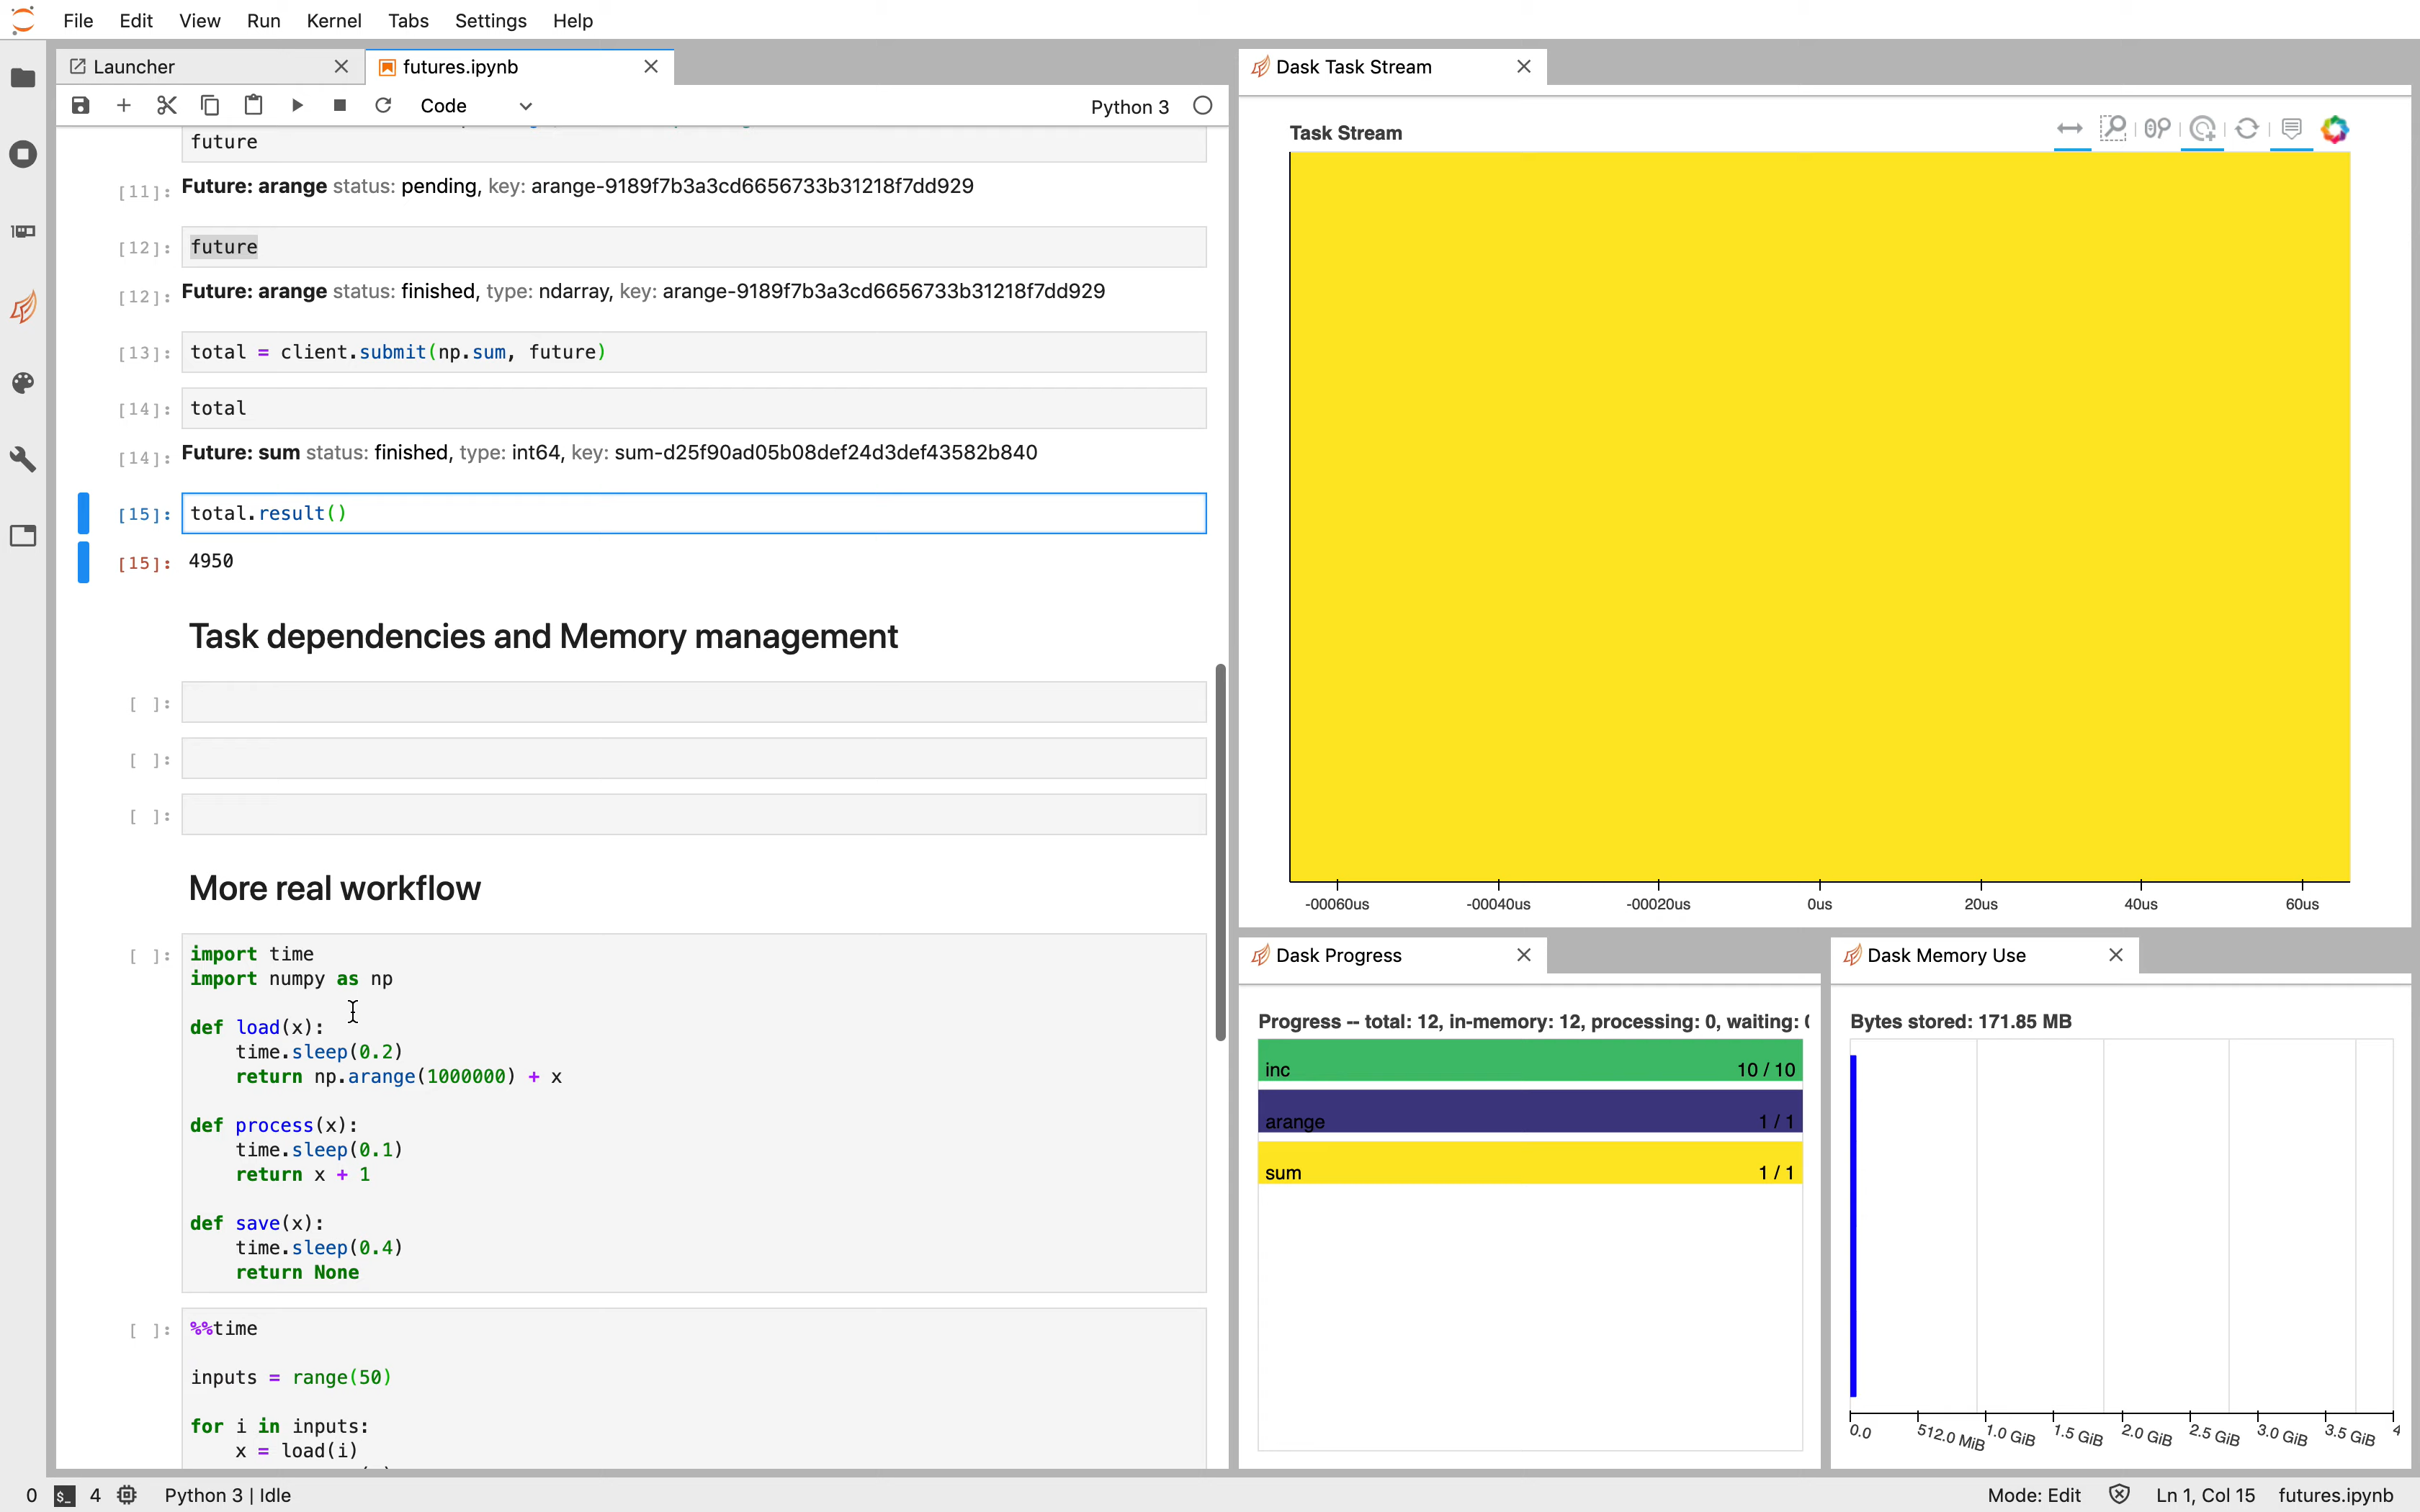 File Edit View Run Kernel Tabs Settings Help
Launcher
futures.ipynb
Code
Python 3
future
[11]: Future: arange status: pending, key: arange-9189f7b3a3cd6656733b31218f7dd929
[12]: future
[12]: Future: arange status: finished, type: ndarray, key: arange-9189f7b3a3cd6656733b31218f7dd929
[13]: total = client.submit(np.sum, future)
[14]: total
[14]: Future: sum status: finished, type: int64, key: sum-d25f90ad05b08def24d3def43582b840
[15]: total.result()
[15]: 4950
Task dependencies and Memory management
[ ]:
[ ]:
[ ]:
More real workflow
[ ]: import time
import numpy as np
def load(x):
time.sleep(0.2)
return np.arange(1000000) + x
def process(x):
time.sleep(0.1)
return x + 1
def save(x):
time.sleep(0.4)
return None
[ ]: %%time
inputs = range(50)
for i in inputs:
x = load(i)
Dask Task Stream
Task Stream
-00060us -00040us -00020us 0us 20us 40us 60us
Dask Progress
Progress -- total: 12, in-memory: 12, processing: 0, waiting:
inc 10 / 10
arange 1 / 1
sum 1 / 1
Dask Memory Use
Bytes stored: 171.85 MB
0.0 512.0 MiB 1.0 GiB 1.5 GiB 2.0 GiB 2.5 GiB 3.0 GiB 3.5 GiB 4
0 $_ 4 Python 3 | Idle
Mode: Edit Ln 1, Col 15 futures.ipynb